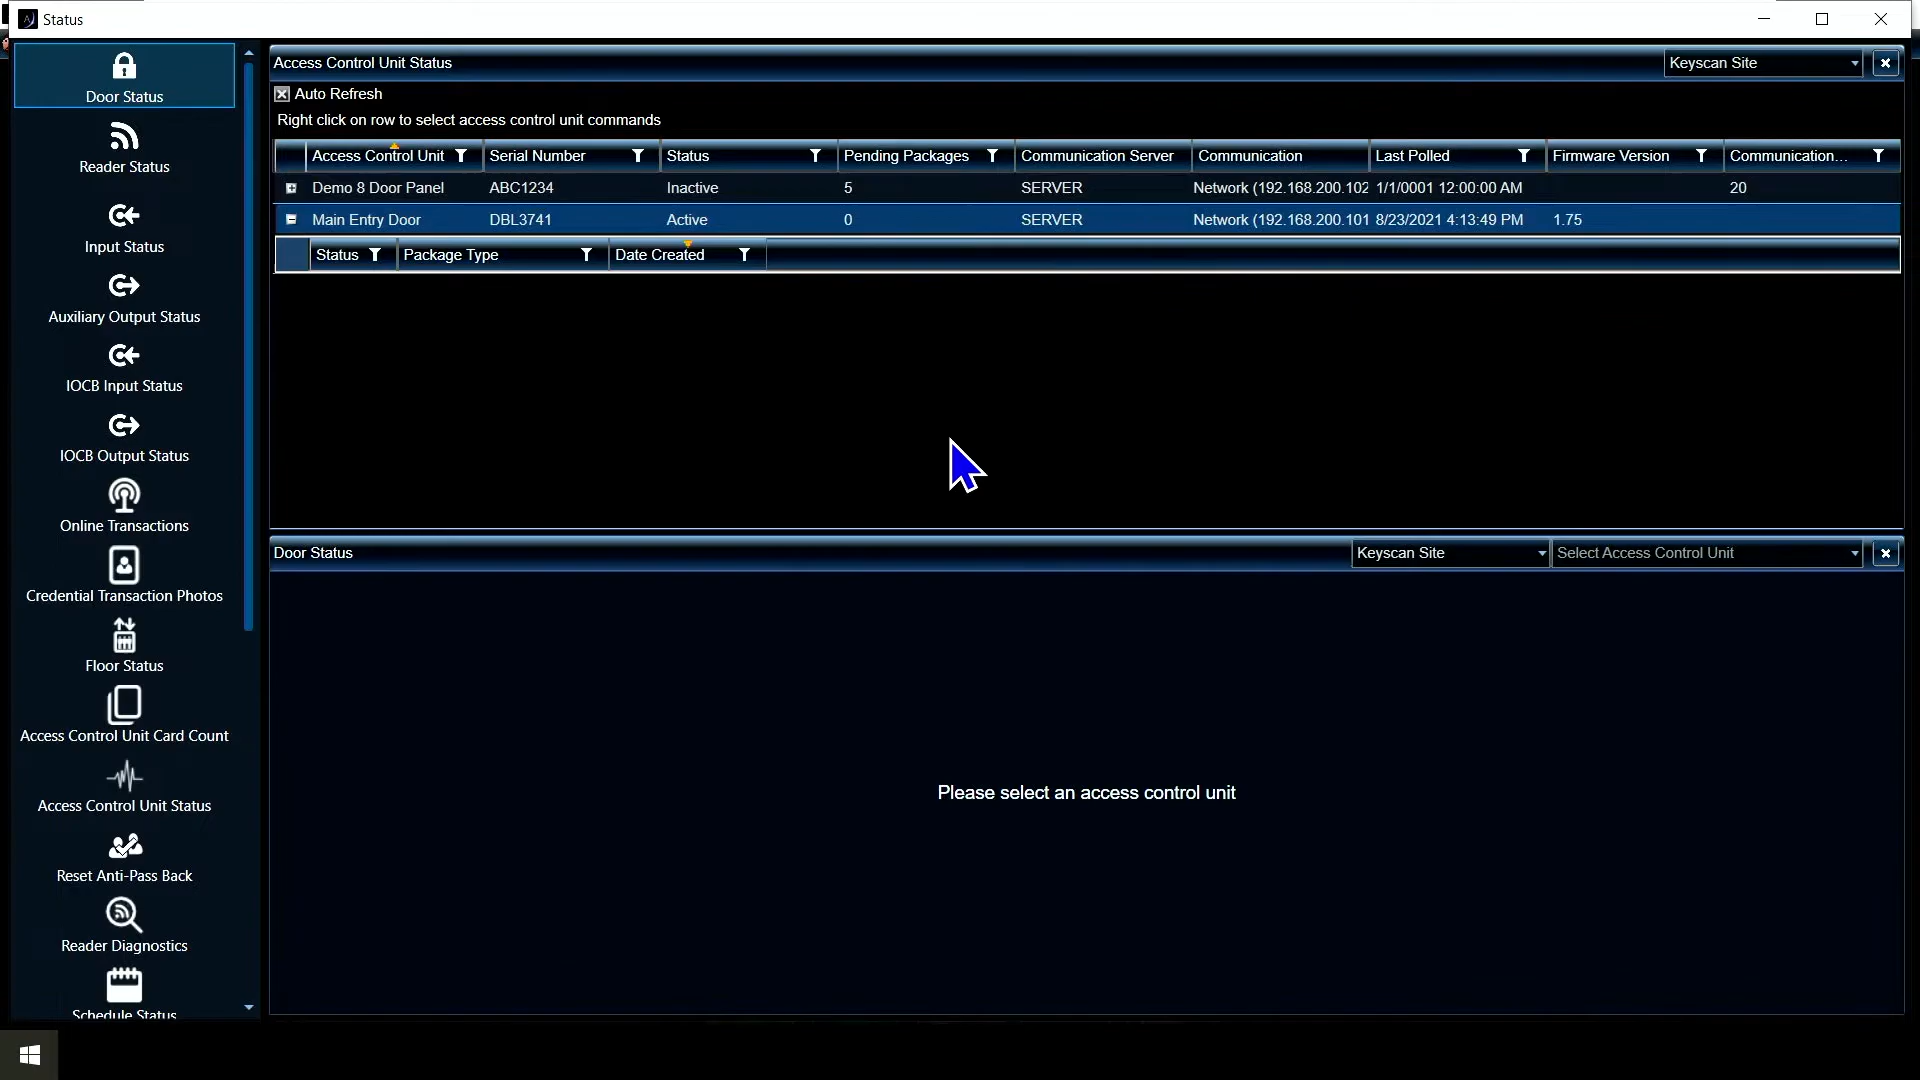 Status
Door Status
Reader Status
Input Status
Auxiliary Output Status
IOCB Input Status
IOCB Output Status
Online Transactions
Credential Transaction Photos
Floor Status
Access Control Unit Card Count
Access Control Unit Status
Reset Anti-Pass Back
Reader Diagnostics
Schedule Status
Access Control Unit Status Keyscan Site
Auto Refresh
Right click on row to select access control unit commands
Access Control Unit Serial Number Status Pending Packages Communication Server Communication Last Polled Firmware Version Communication...
Demo 8 Door Panel ABC1234 Inactive 5 SERVER Network (192.168.200.102 1/1/0001 12:00:00 AM 20
Main Entry Door DBL3741 Active 0 SERVER Network (192.168.200.101 8/23/2021 4:13:49 PM 1.75
Status Package Type Date Created
Door Status Keyscan Site Select Access Control Unit
Please select an access control unit